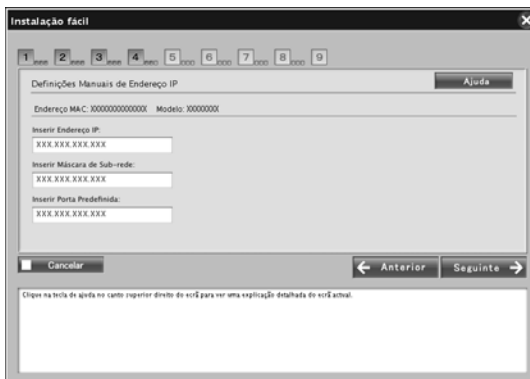 Instalação fácil
1 2 3 4 5 6 7 8 9
Definições Manuais de Endereço IP
Ajuda
Endereço MAC: XXXXXXXXXXXXXX Modelo: XXXXXXXX
Inserir Endereço IP:
XXX.XXX.XXX.XXX
Inserir Máscara de Sub-rede:
XXX.XXX.XXX.XXX
Inserir Porta Predefinida:
XXX.XXX.XXX.XXX
Cancelar
Anterior
Seguinte
Clique na tecla de ajuda no canto superior direito do ecrã para ver uma explicação detalhada do ecrã actual.